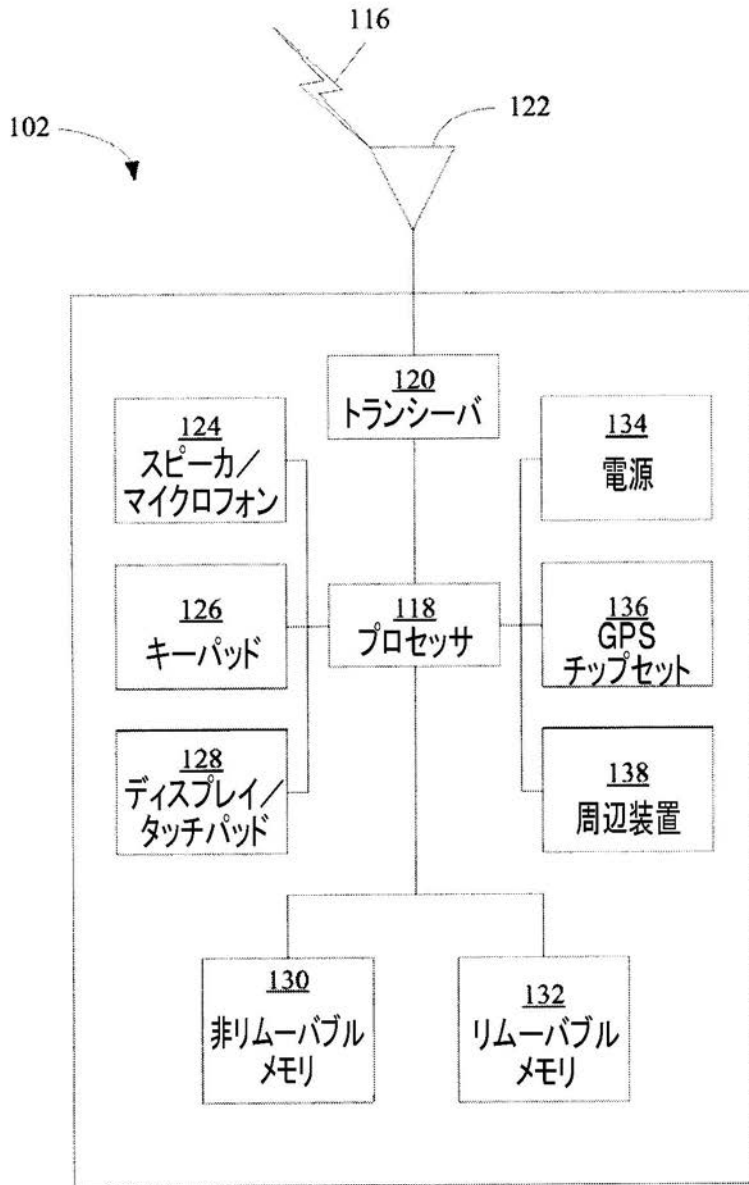 116
102
122
120
トランシーバ
124
スピーカ／
マイクロフォン
134
電源
126
キーパッド
118
プロセッサ
136
GPS
チップセット
128
ディスプレイ／
タッチパッド
138
周辺装置
130
非リムーバブル
メモリ
132
リムーバブル
メモリ